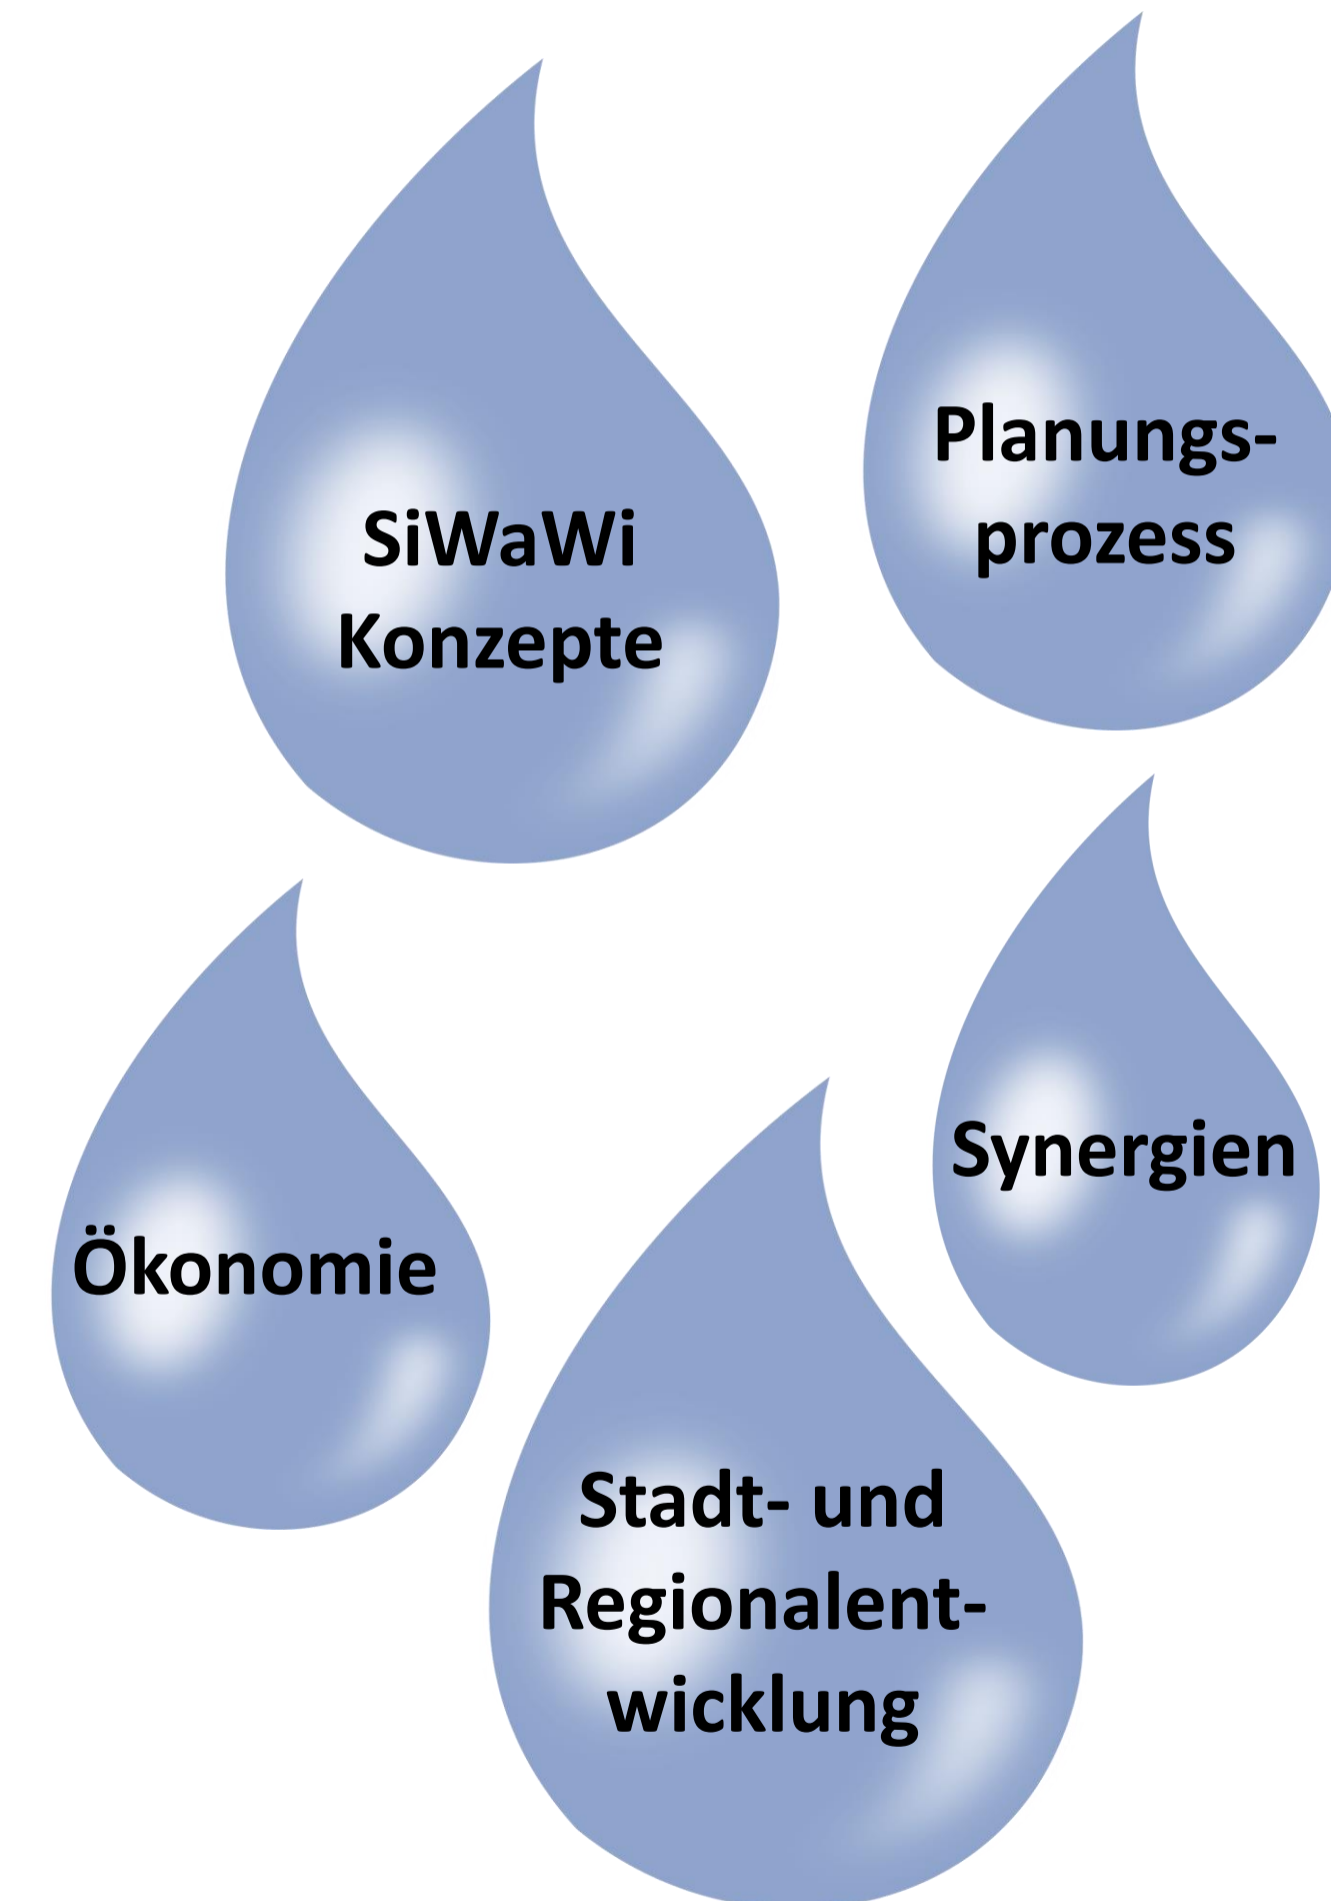 SiWaWi
Konzepte
Planungs-
prozess
Synergien
Ökonomie
Stadt- und
Regionalent-
wicklung